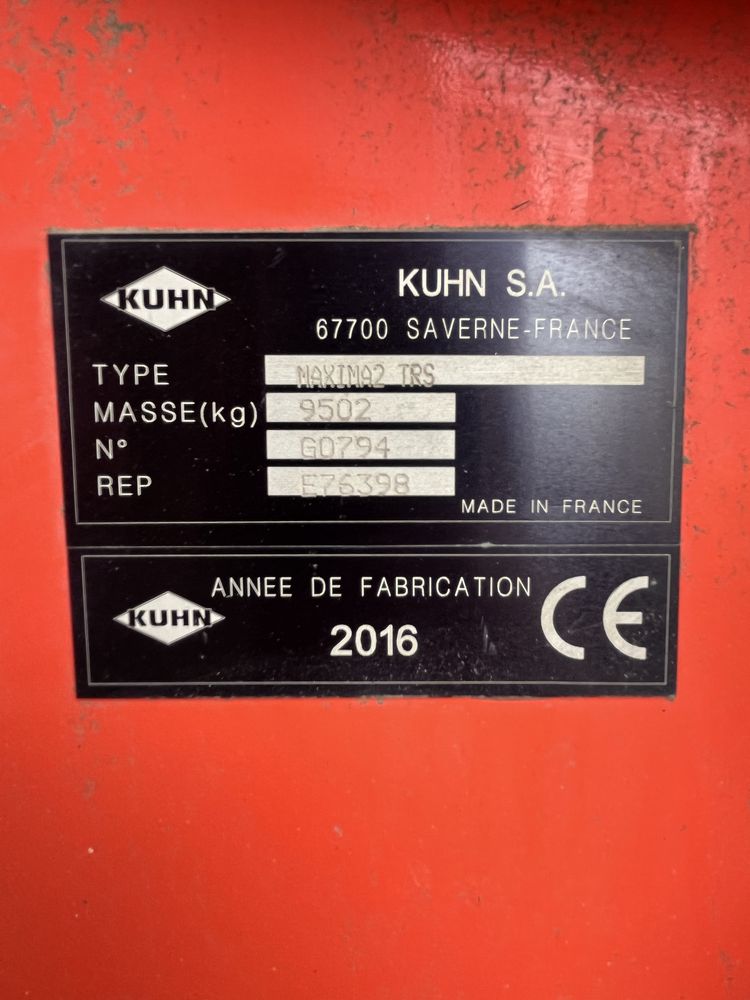 KUHN
KUHN S.A.
67700 SAVERNE-FRANCE
TYPE MAXIMA2 TRS
MASSE(kg) 9502
N° G0794
REP E76398
MADE IN FRANCE
KUHN
ANNEE DE FABRICATION
2016
CE